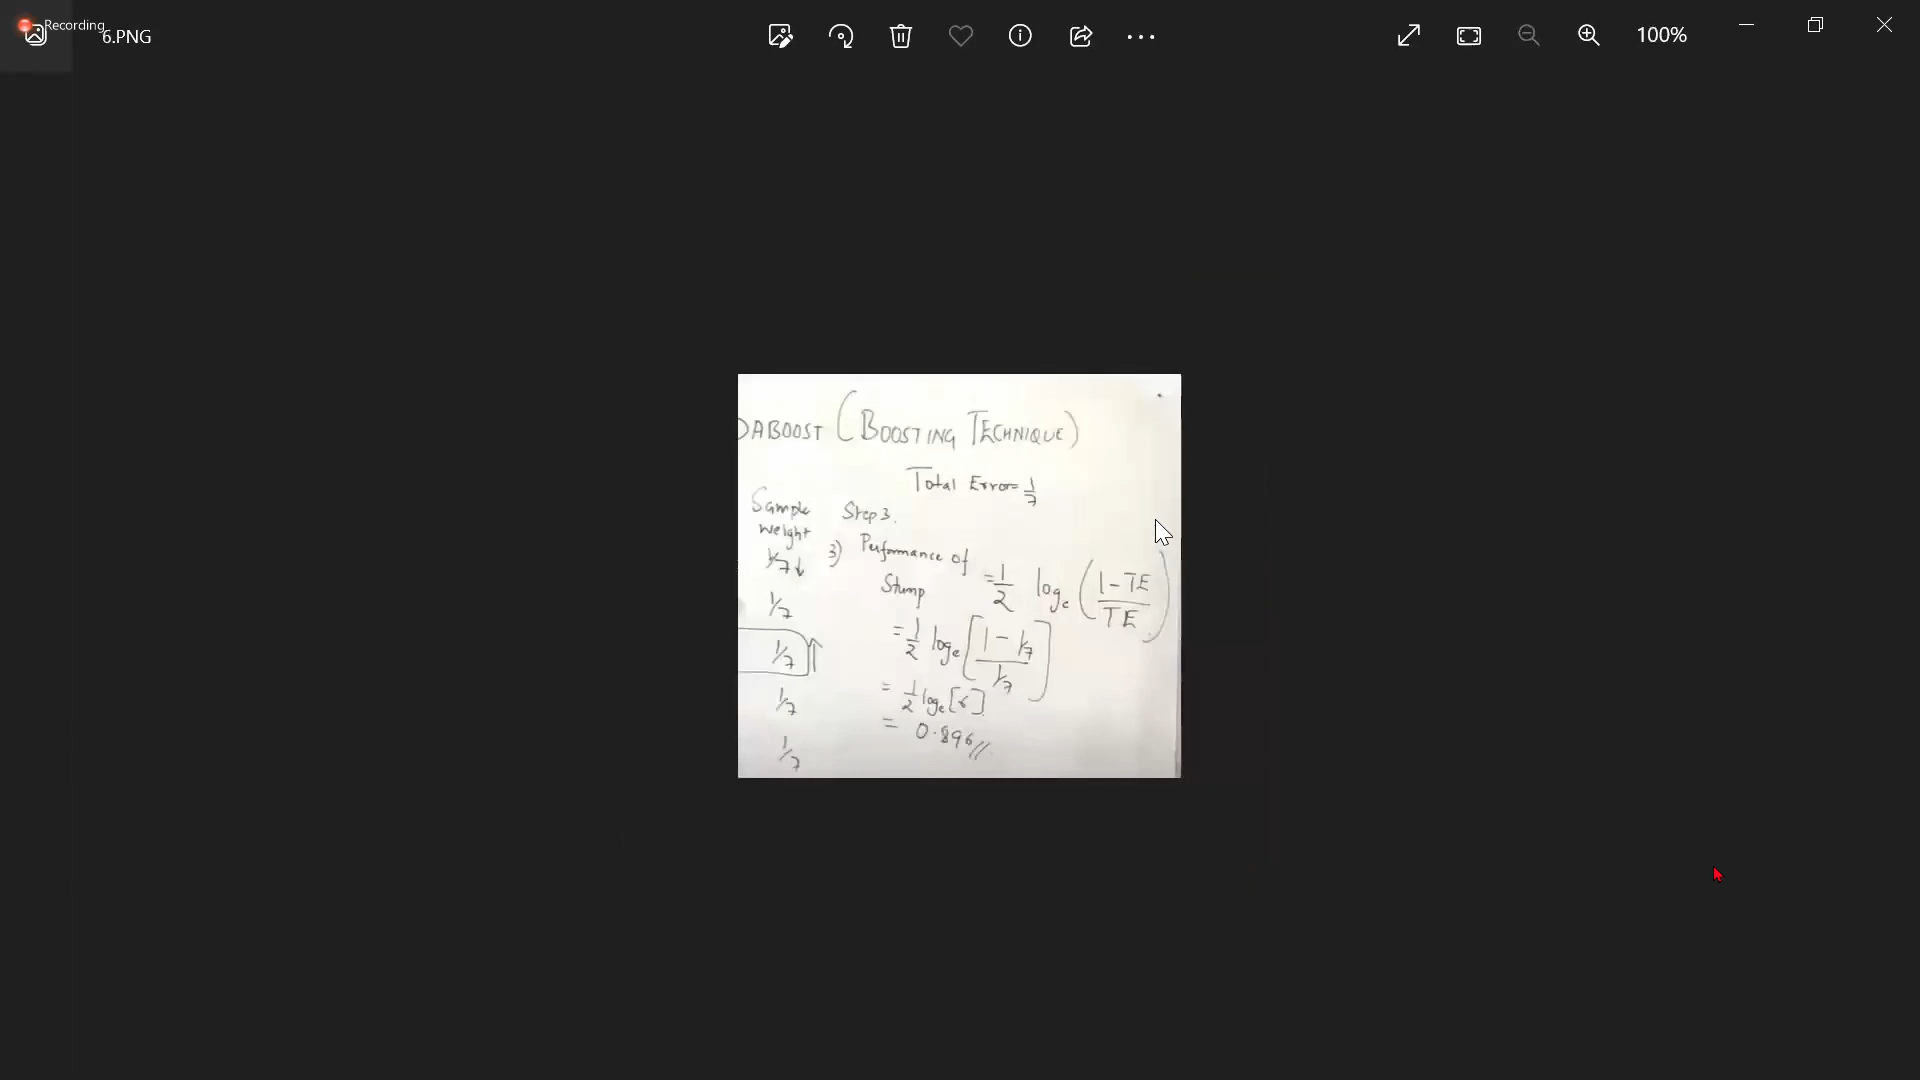 Recording
6.PNG
100%
DABOOST (BOOSTING TECHNIQUE)
Total Error = 1/7
Sample weight
1/7 ↓
1/7
1/7 ↑
1/7
1/7
Step 3.
3) Performance of Stump = 1/2 logₑ (1-TE / TE)
= 1/2 logₑ [1 - 1/7 / 1/7]
= 1/2 logₑ [6]
= 0.896//